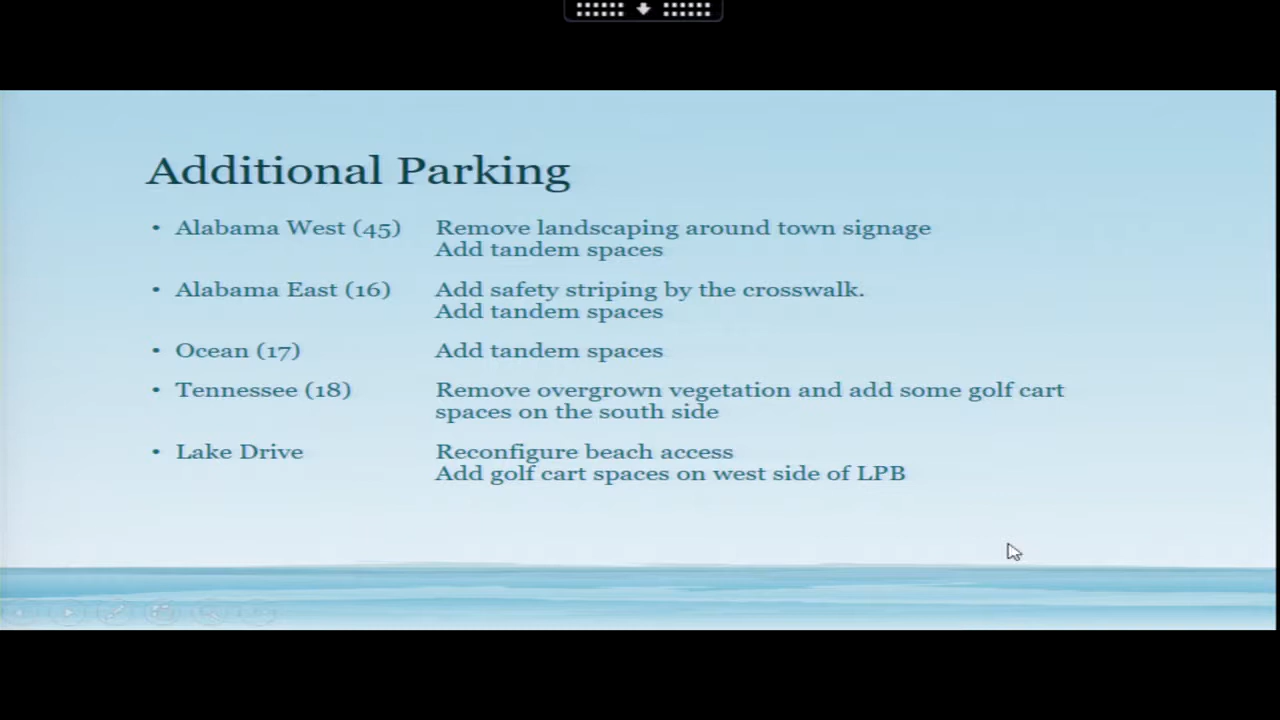 Additional Parking
• Alabama West (45) Remove landscaping around town signage
Add tandem spaces
• Alabama East (16) Add safety striping by the crosswalk.
Add tandem spaces
• Ocean (17) Add tandem spaces
• Tennessee (18) Remove overgrown vegetation and add some golf cart
spaces on the south side
• Lake Drive Reconfigure beach access
Add golf cart spaces on west side of LPB